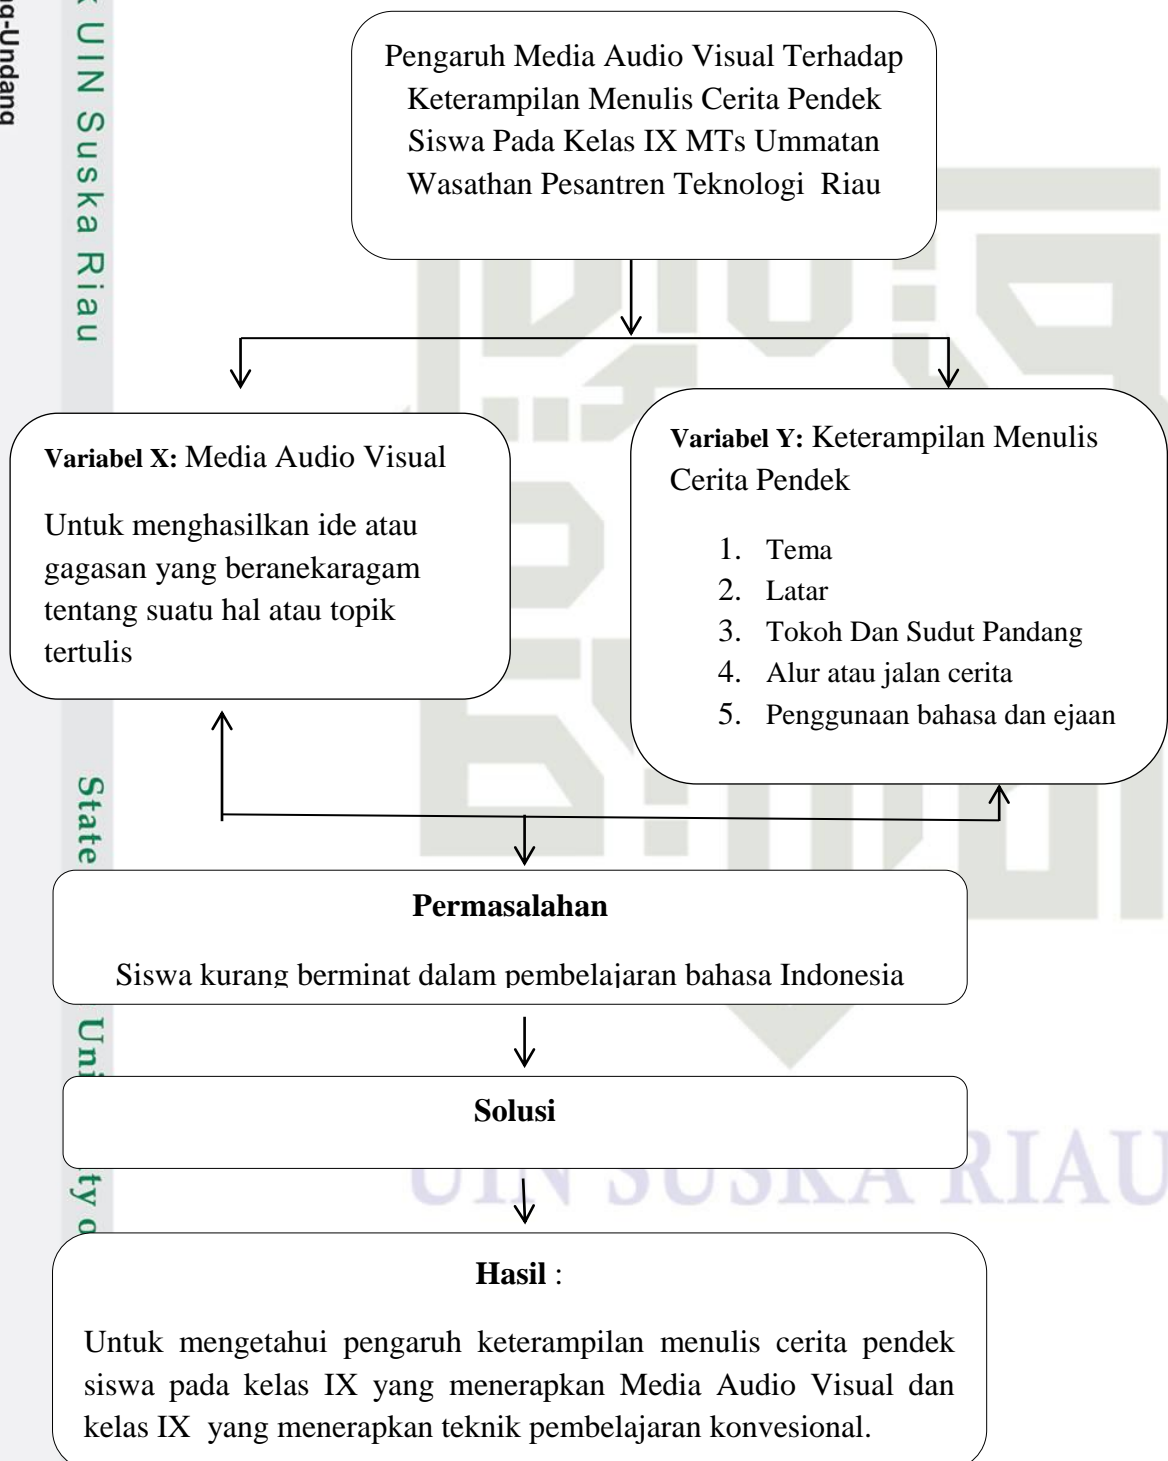 Pengaruh Media Audio Visual Terhadap
Keterampilan Menulis Cerita Pendek
Siswa Pada Kelas IX MTs Ummatan
Wasathan Pesantren Teknologi Riau
Variabel X: Media Audio Visual
Untuk menghasilkan ide atau
gagasan yang beranekaragam
tentang suatu hal atau topik
tertulis
Variabel Y: Keterampilan Menulis
Cerita Pendek
1. Tema
2. Latar
3. Tokoh Dan Sudut Pandang
4. Alur atau jalan cerita
5. Penggunaan bahasa dan ejaan
Permasalahan
Siswa kurang berminat dalam pembelajaran bahasa Indonesia
Solusi
Hasil :
Untuk mengetahui pengaruh keterampilan menulis cerita pendek
siswa pada kelas IX yang menerapkan Media Audio Visual dan
kelas IX yang menerapkan teknik pembelajaran konvesional.
UIN SUSKA RIAU
UIN Suska Riau
State